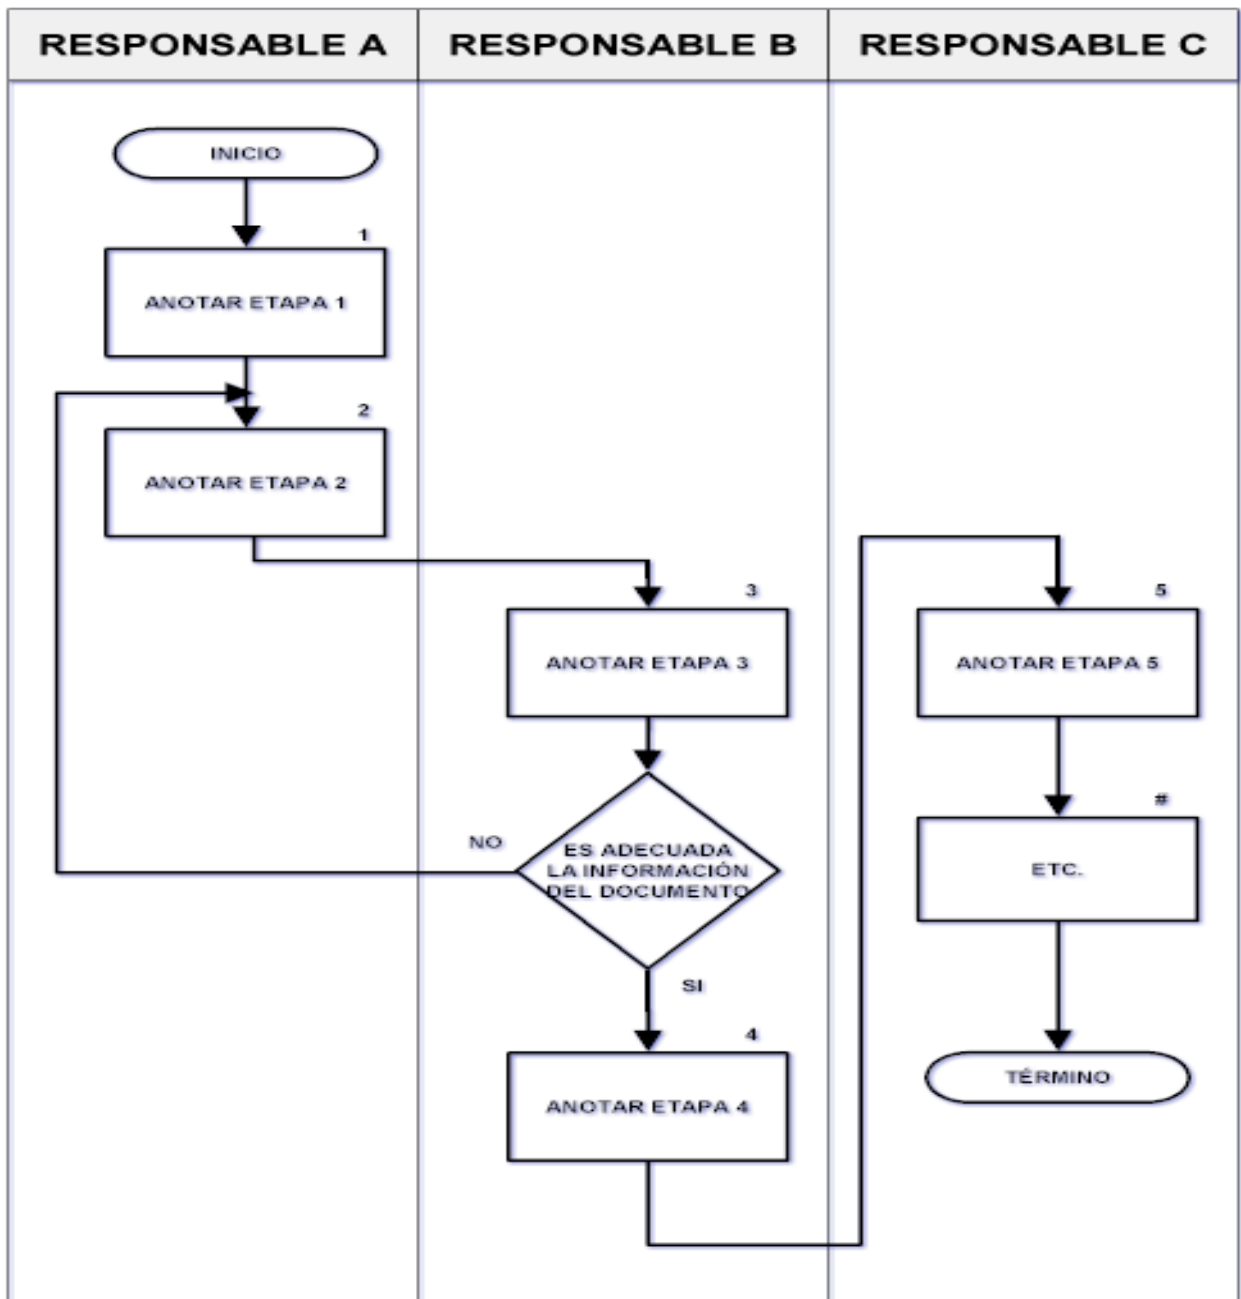 RESPONSABLE A
RESPONSABLE B
RESPONSABLE C
INICIO
1
ANOTAR ETAPA 1
2
ANOTAR ETAPA 2
3
ANOTAR ETAPA 3
NO
ES ADECUADA
LA INFORMACIÓN
DEL DOCUMENTO
SI
4
ANOTAR ETAPA 4
5
ANOTAR ETAPA 5
#
ETC.
TÉRMINO